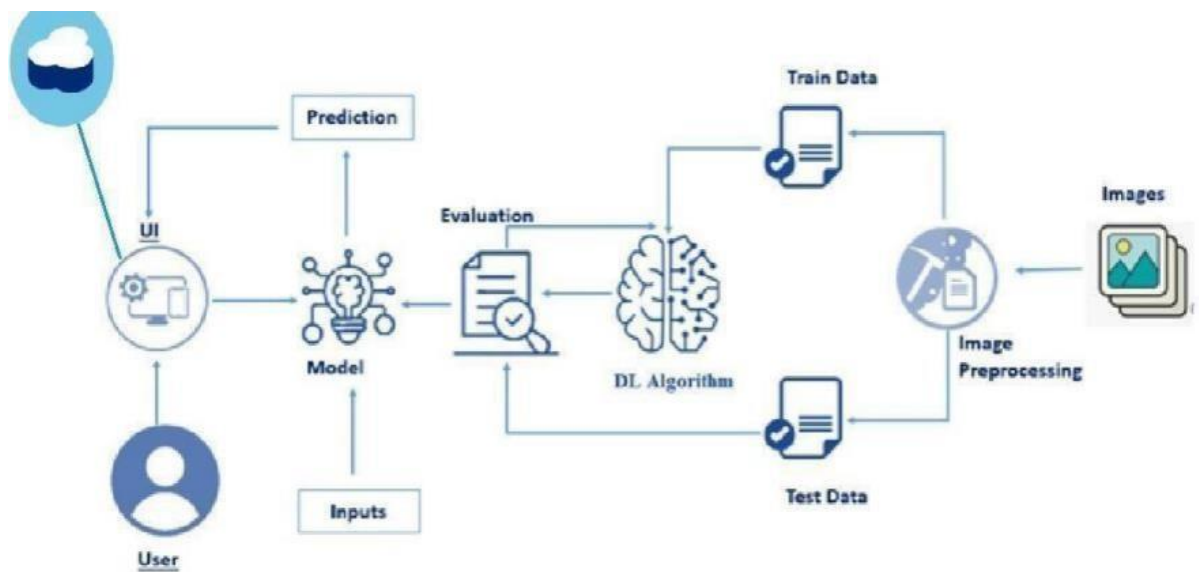 Train Data
Prediction
Images
Evaluation
UI
Image
Preprocessing
Model
DL Algorithm
Test Data
Inputs
User